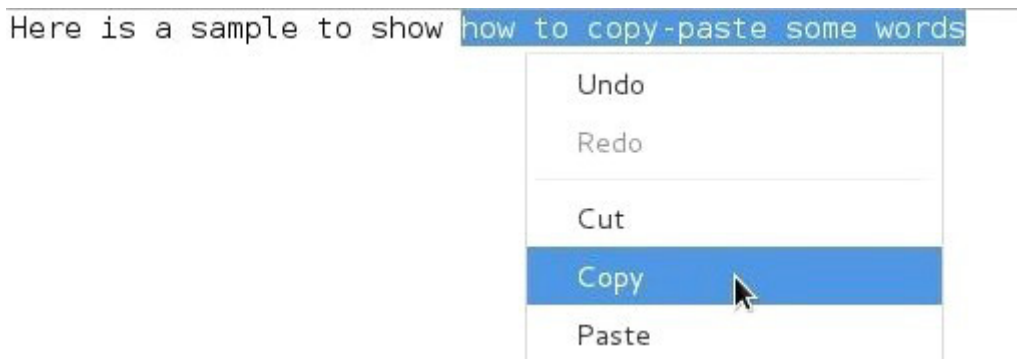 Here is a sample to show how to copy-paste some words
Undo
Redo
Cut
Copy
Paste